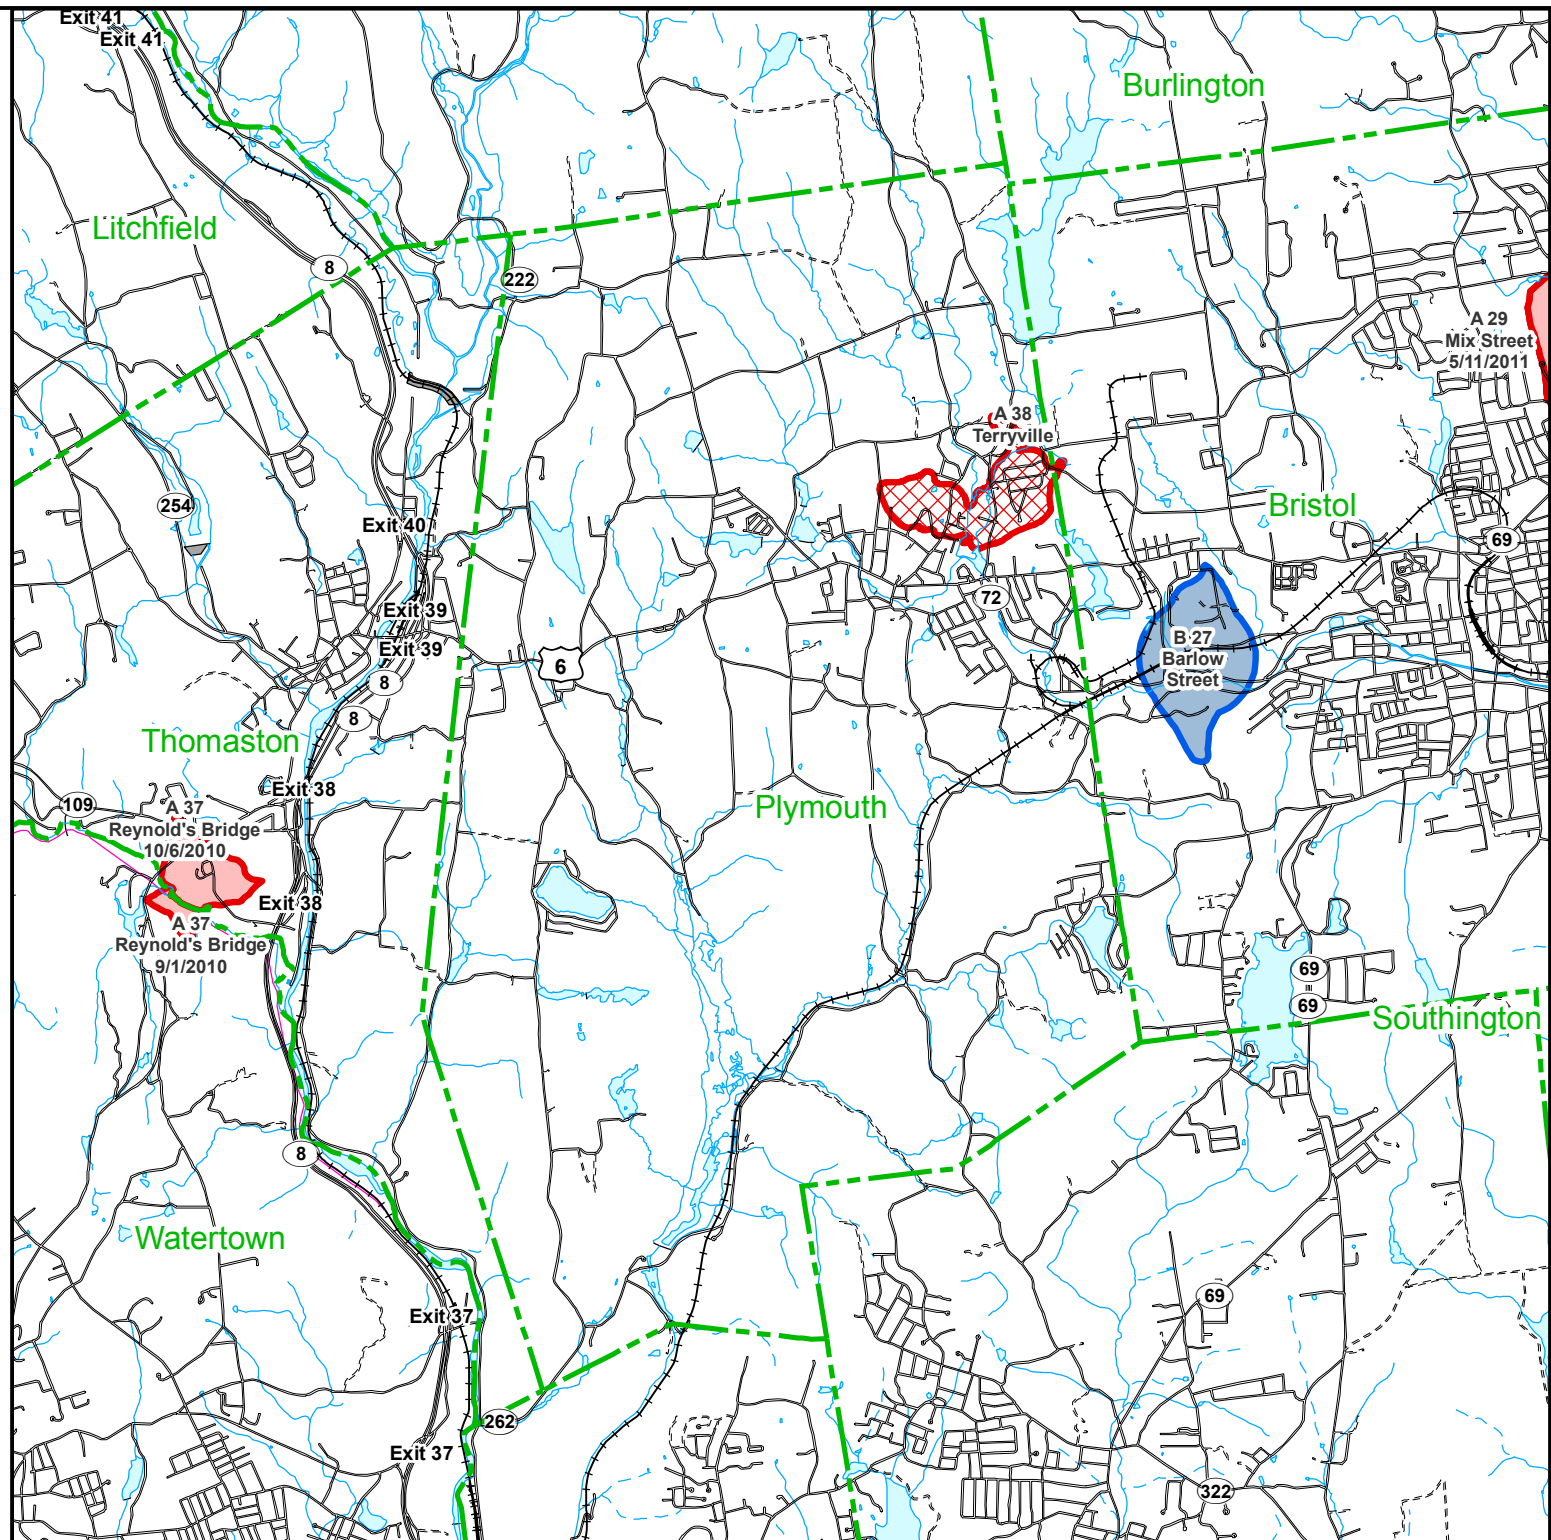 Exit 41
Exit 41
Burlington
Litchfield
8
222
A 29
Mix Street
5/11/2011
A 38
Terryville
254
Exit 40
Bristol
69
72
Exit 39
Exit 39
6
B 27
Barlow
Street
8
8
Thomaston
Exit 38
109
A 37
Reynold's Bridge
10/6/2010
Plymouth
Exit 38
A 37
Reynold's Bridge
9/1/2010
69
69
Southington
8
Watertown
69
Exit 37
262
Exit 37
322